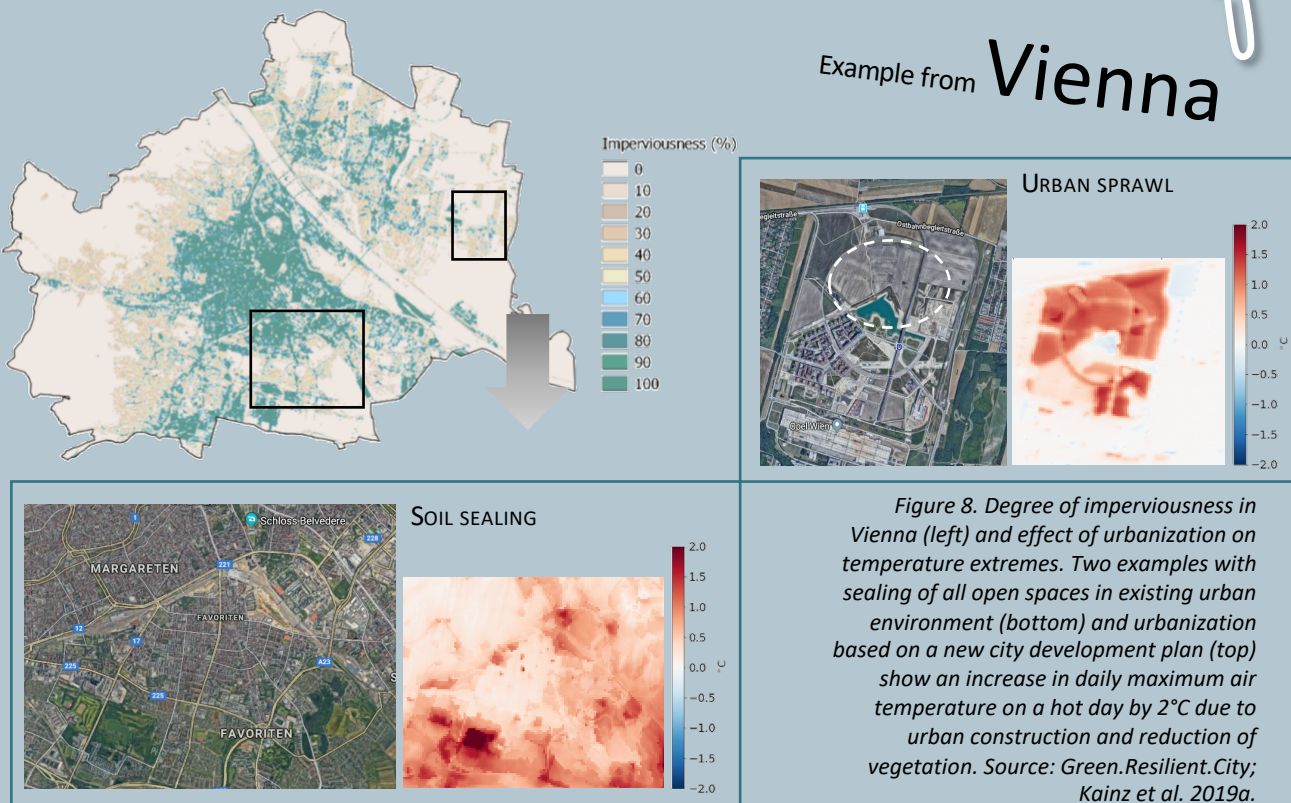 Example from Vienna
Imperviousness (%)
0
10
20
30
40
50
60
70
80
90
100
URBAN SPRAWL
egleitstraße
Ostbahnbegleitstraße
Opel Wien
2.0
1.5
1.0
0.5
0.0
−0.5
−1.0
−1.5
−2.0
°C
SOIL SEALING
1
Schloss Belvedere
228
MARGARETEN
221
FAVORITEN
12
17
225
A23
S
225
FAVORITEN
2.0
1.5
1.0
0.5
0.0
−0.5
−1.0
−1.5
−2.0
°C
Figure 8. Degree of imperviousness in
Vienna (left) and effect of urbanization on
temperature extremes. Two examples with
sealing of all open spaces in existing urban
environment (bottom) and urbanization
based on a new city development plan (top)
show an increase in daily maximum air
temperature on a hot day by 2°C due to
urban construction and reduction of
vegetation. Source: Green.Resilient.City;
Kainz et al. 2019a.